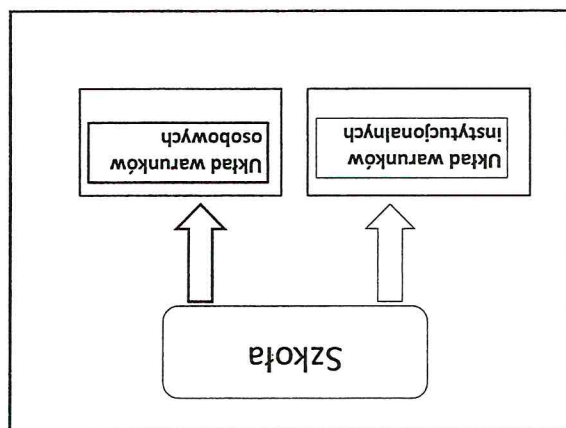 Szkoła
Układ warunków
instytucjonalnych
Układ warunków
osobowych